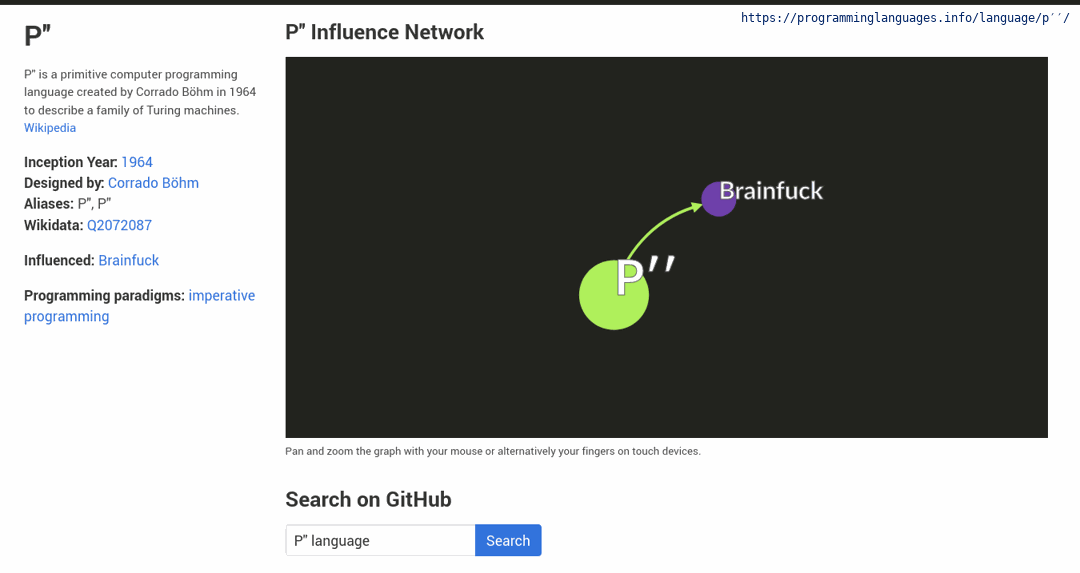 https://programminglanguages.info/language/p′′/
P′′
P′′ is a primitive computer programming
language created by Corrado Böhm in 1964
to describe a family of Turing machines.
Wikipedia
Inception Year: 1964
Designed by: Corrado Böhm
Aliases: P′′, P"
Wikidata: Q2072087
Influenced: Brainfuck
Programming paradigms: imperative
programming
P′′ Influence Network
Brainfuck
P′′
Pan and zoom the graph with your mouse or alternatively your fingers on touch devices.
Search on GitHub
P′′ language
Search